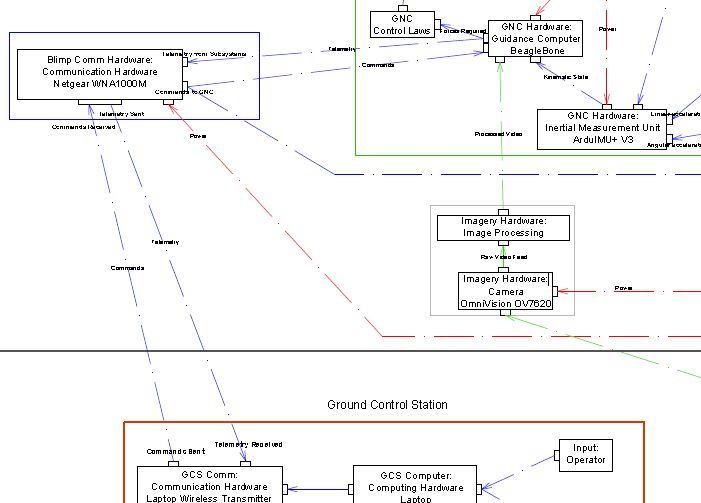 GNC
Control Laws
Forces Required
GNC Hardware:
Guidance Computer
BeagleBone
Power
Telemetry from Subsystems
Telemetry
Blimp Comm Hardware:
Communication Hardware
Netgear WNA1000M
Commands
Kinematic State
Commands to GNC
Telemetry Sent
Commands Received
GNC Hardware:
Inertial Measurement Unit
ArduIMU+ V3
Power
Processed Video
Imagery Hardware:
Image Processing
Telemetry
Raw Video Feed
Commands
Imagery Hardware:
Camera
OmniVision OV7620
Power
Ground Control Station
Commands Sent
Telemetry Received
Input:
Operator
GCS Comm:
Communication Hardware
Laptop Wireless Transmitter
GCS Computer:
Computing Hardware
Laptop